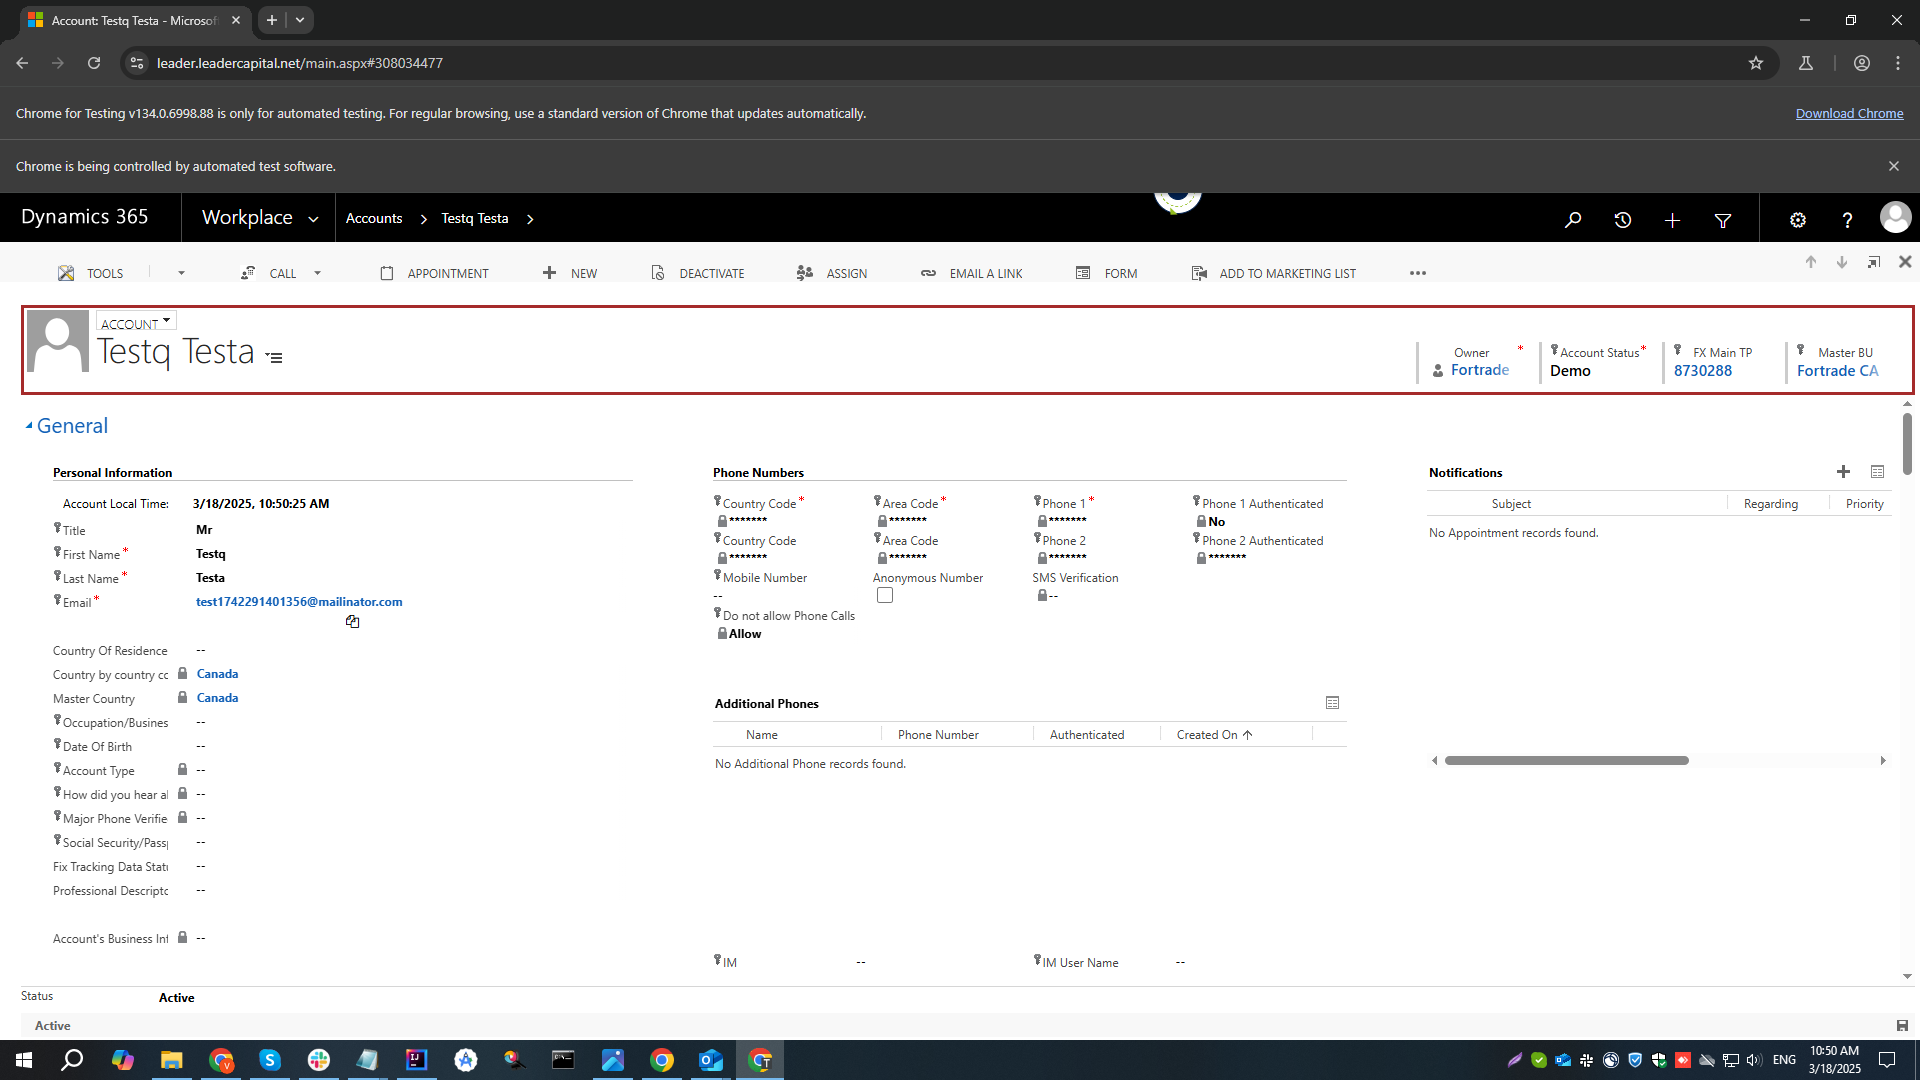 Account: Testq Testa - Microsof
leader.leadercapital.net/main.aspx#308034477
Chrome for Testing v134.0.6998.88 is only for automated testing. For regular browsing, use a standard version of Chrome that updates automatically.
Download Chrome
Chrome is being controlled by automated test software.
Dynamics 365
Workplace
Accounts
Testq Testa
TOOLS
CALL
APPOINTMENT
NEW
DEACTIVATE
ASSIGN
EMAIL A LINK
FORM
ADD TO MARKETING LIST
ACCOUNT
Testq Testa
Owner *
Fortrade
Account Status *
Demo
FX Main TP
8730288
Master BU
Fortrade CA
General
Personal Information
Account Local Time:
3/18/2025, 10:50:25 AM
Title
Mr
First Name *
Testq
Last Name *
Testa
Email *
test1742291401356@mailinator.com
Country Of Residence
--
Country by country cc
Canada
Master Country
Canada
Occupation/Busines
--
Date Of Birth
--
Account Type
--
How did you hear al
--
Major Phone Verifie
--
Social Security/Pass
--
Fix Tracking Data Stat
--
Professional Descripto
--
Account's Business Int
--
Phone Numbers
Country Code * Area Code * Phone 1 * Phone 1 Authenticated
******* ******* ******* No
Country Code Area Code Phone 2 Phone 2 Authenticated
******* ******* ******* *******
Mobile Number Anonymous Number SMS Verification
-- --
Do not allow Phone Calls
Allow
Additional Phones
Name Phone Number Authenticated Created On
No Additional Phone records found.
IM -- IM User Name --
Notifications
Subject Regarding Priority
No Appointment records found.
Status Active
Active
ENG
10:50 AM
3/18/2025